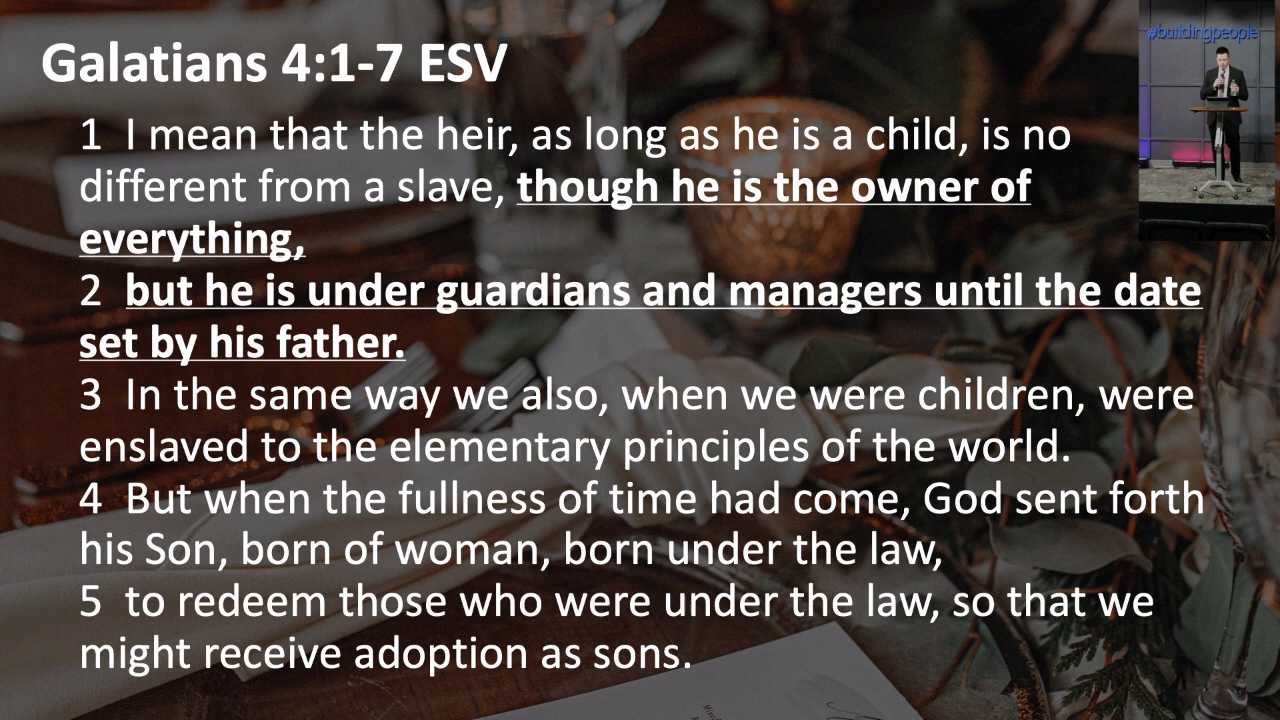 Galatians 4:1-7 ESV
#buildingpeople
1 I mean that the heir, as long as he is a child, is no
different from a slave, though he is the owner of
everything,
2 but he is under guardians and managers until the date
set by his father.
3 In the same way we also, when we were children, were
enslaved to the elementary principles of the world.
4 But when the fullness of time had come, God sent forth
his Son, born of woman, born under the law,
5 to redeem those who were under the law, so that we
might receive adoption as sons.